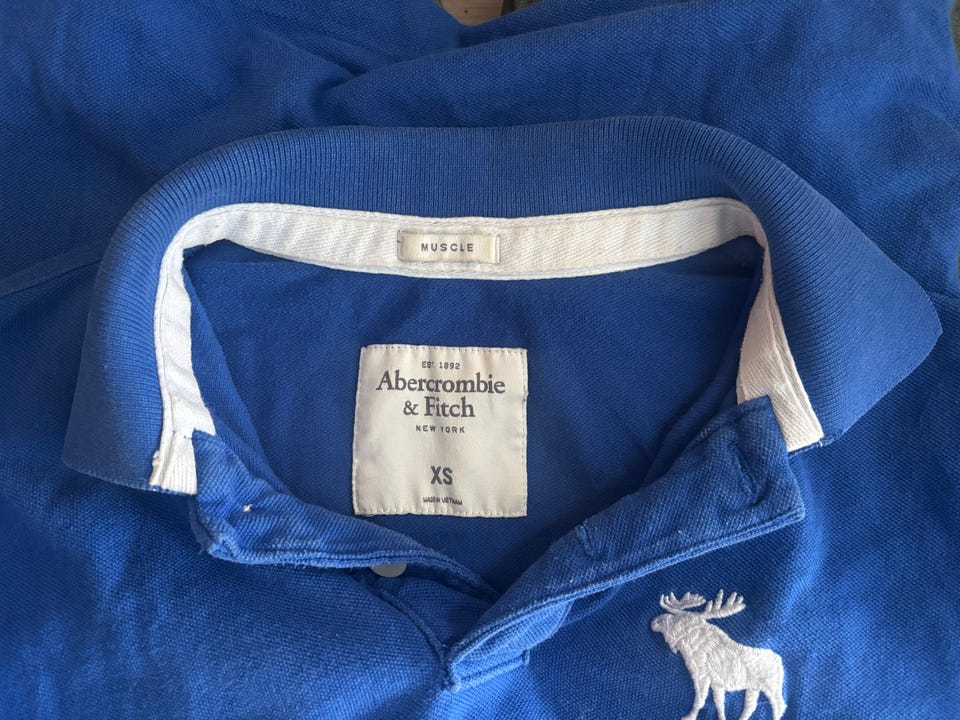 MUSCLE
EST. 1892
Abercrombie
& Fitch
NEW YORK
XS
MADE IN VIETNAM